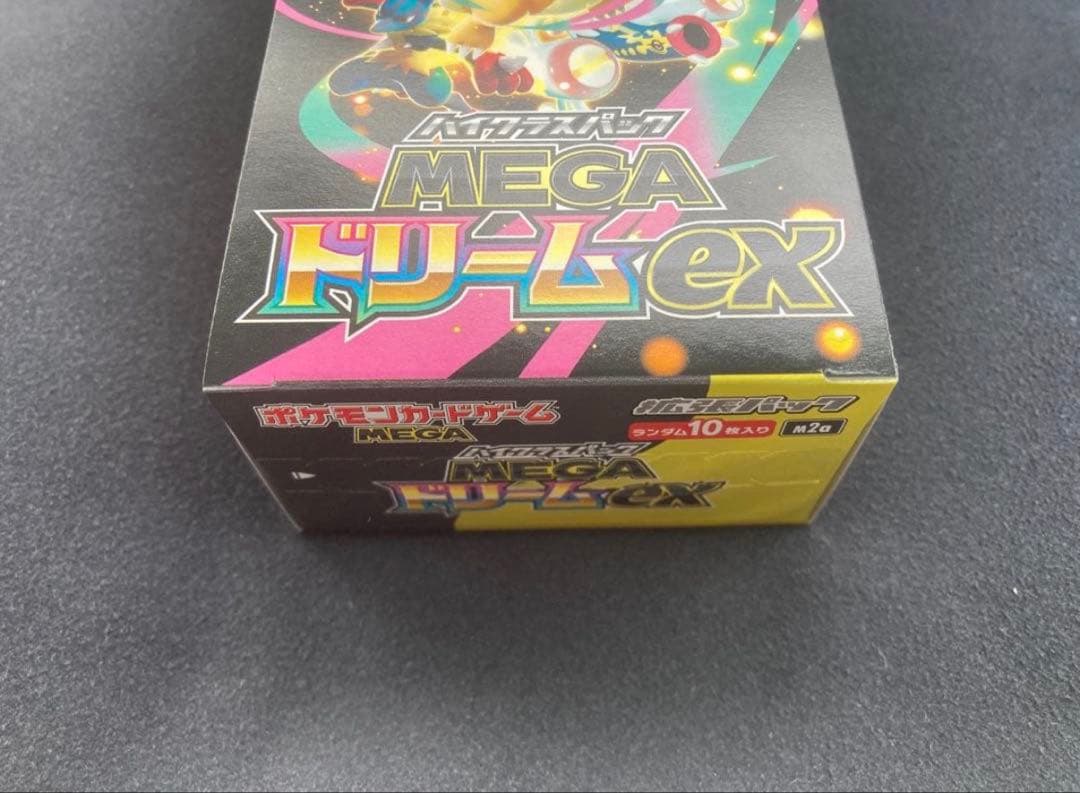 ハイクラスパック
MEGA
ドリームex
ポケモンカードゲーム
MEGA
拡張パック
ランダム10枚入り M2a
ハイクラスパック
MEGA
ドリームex